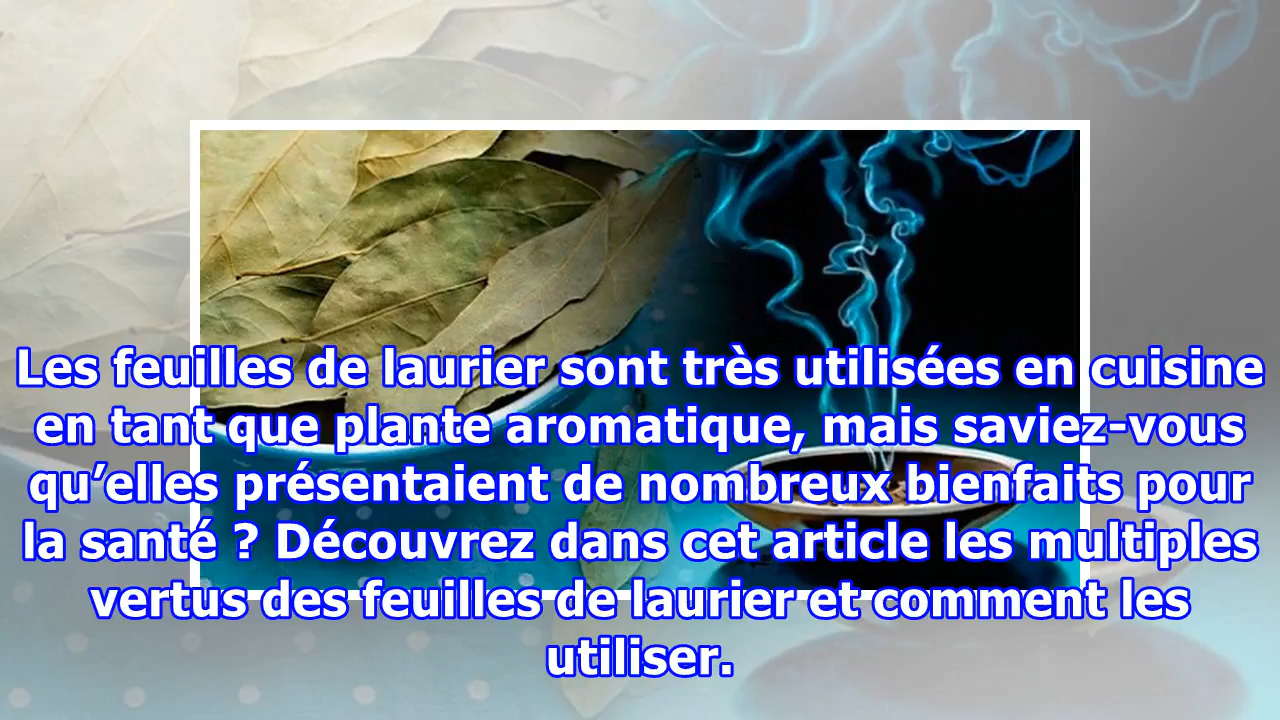 Les feuilles de laurier sont très utilisées en cuisine
en tant que plante aromatique, mais saviez-vous
qu’elles présentaient de nombreux bienfaits pour
la santé ? Découvrez dans cet article les multiples
vertus des feuilles de laurier et comment les
utiliser.